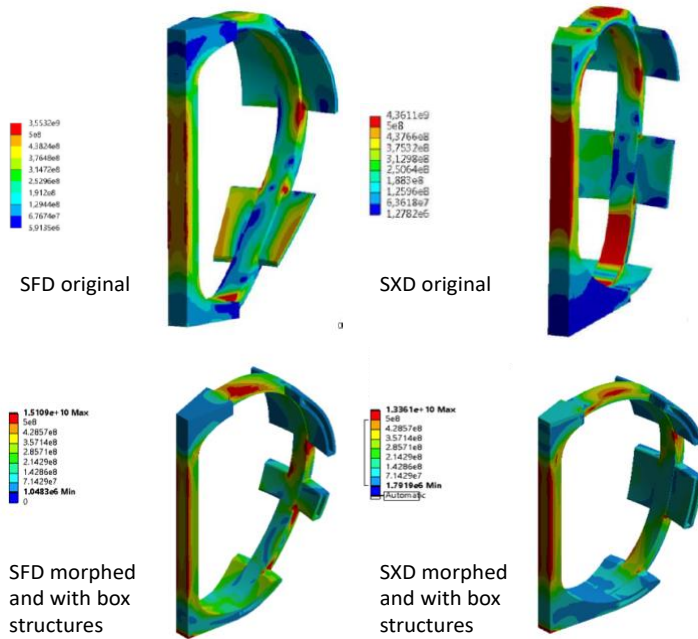 3,5532e9
5e8
4,3824e8
3,7648e8
3,1472e8
2,5296e8
1,912e8
1,2944e8
6,7674e7
5,9135e6
SFD original
4,3611e9
5e8
4,3766e8
3,7532e8
3,1298e8
2,5064e8
1,883e8
1,2596e8
6,3618e7
1,2782e6
SXD original
1.5109e+10 Max
5e8
4.2857e8
3.5714e8
2.8571e8
2.1429e8
1.4286e8
7.1429e7
1.0483e6 Min
0
SFD morphed
and with box
structures
1.3361e+10 Max
5e8
4.2857e8
3.5714e8
2.8571e8
2.1429e8
1.4286e8
7.1429e7
1.7919e6 Min
Automatic
SXD morphed
and with box
structures